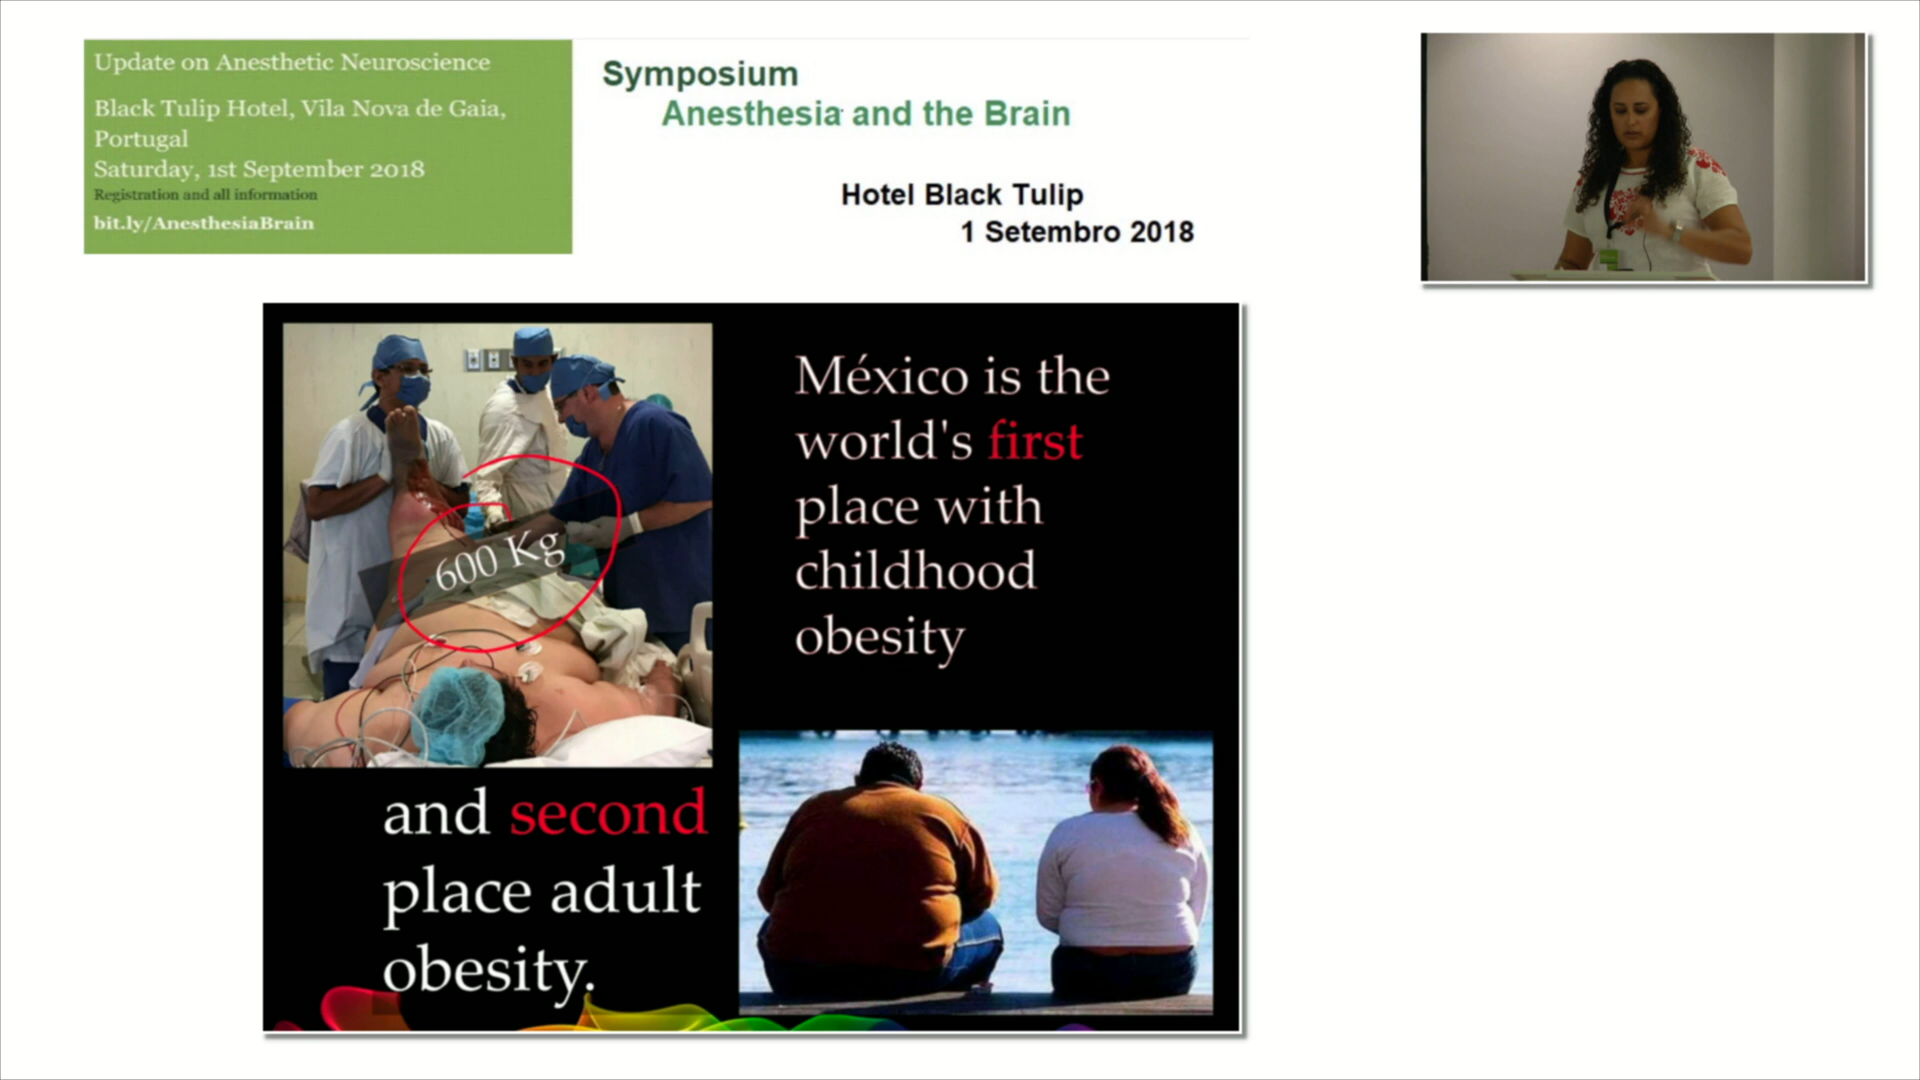 Update on Anesthetic Neuroscience
Black Tulip Hotel, Vila Nova de Gaia,
Portugal
Saturday, 1st September 2018
Registration and all information
bit.ly/AnesthesiaBrain
Symposium
Anesthesia and the Brain
Hotel Black Tulip
1 Setembro 2018
600 Kg
México is the
world's first
place with
childhood
obesity
and second
place adult
obesity.